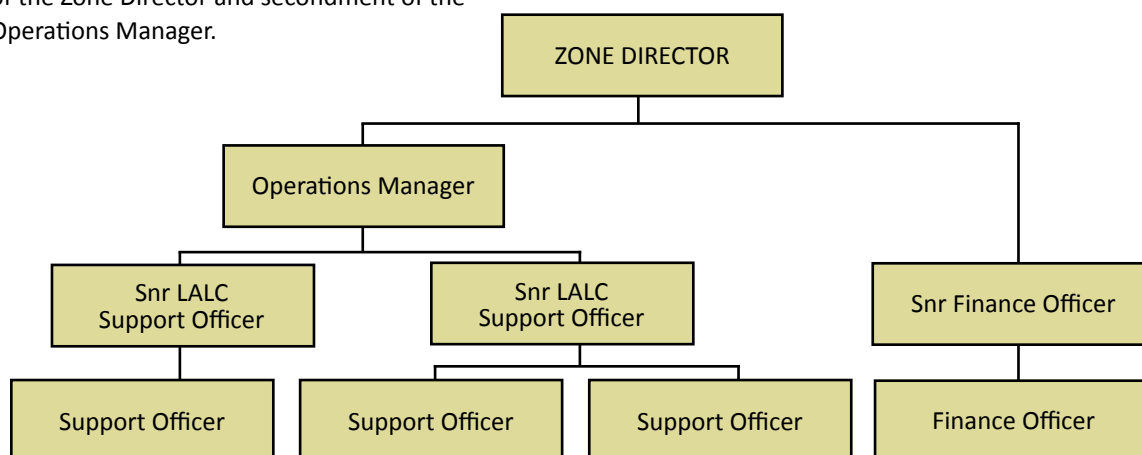 of the Zone Director and secondment of the
Operations Manager.
ZONE DIRECTOR
Operations Manager
Snr LALC
Support Officer
Snr LALC
Support Officer
Snr Finance Officer
Support Officer
Support Officer
Support Officer
Finance Officer